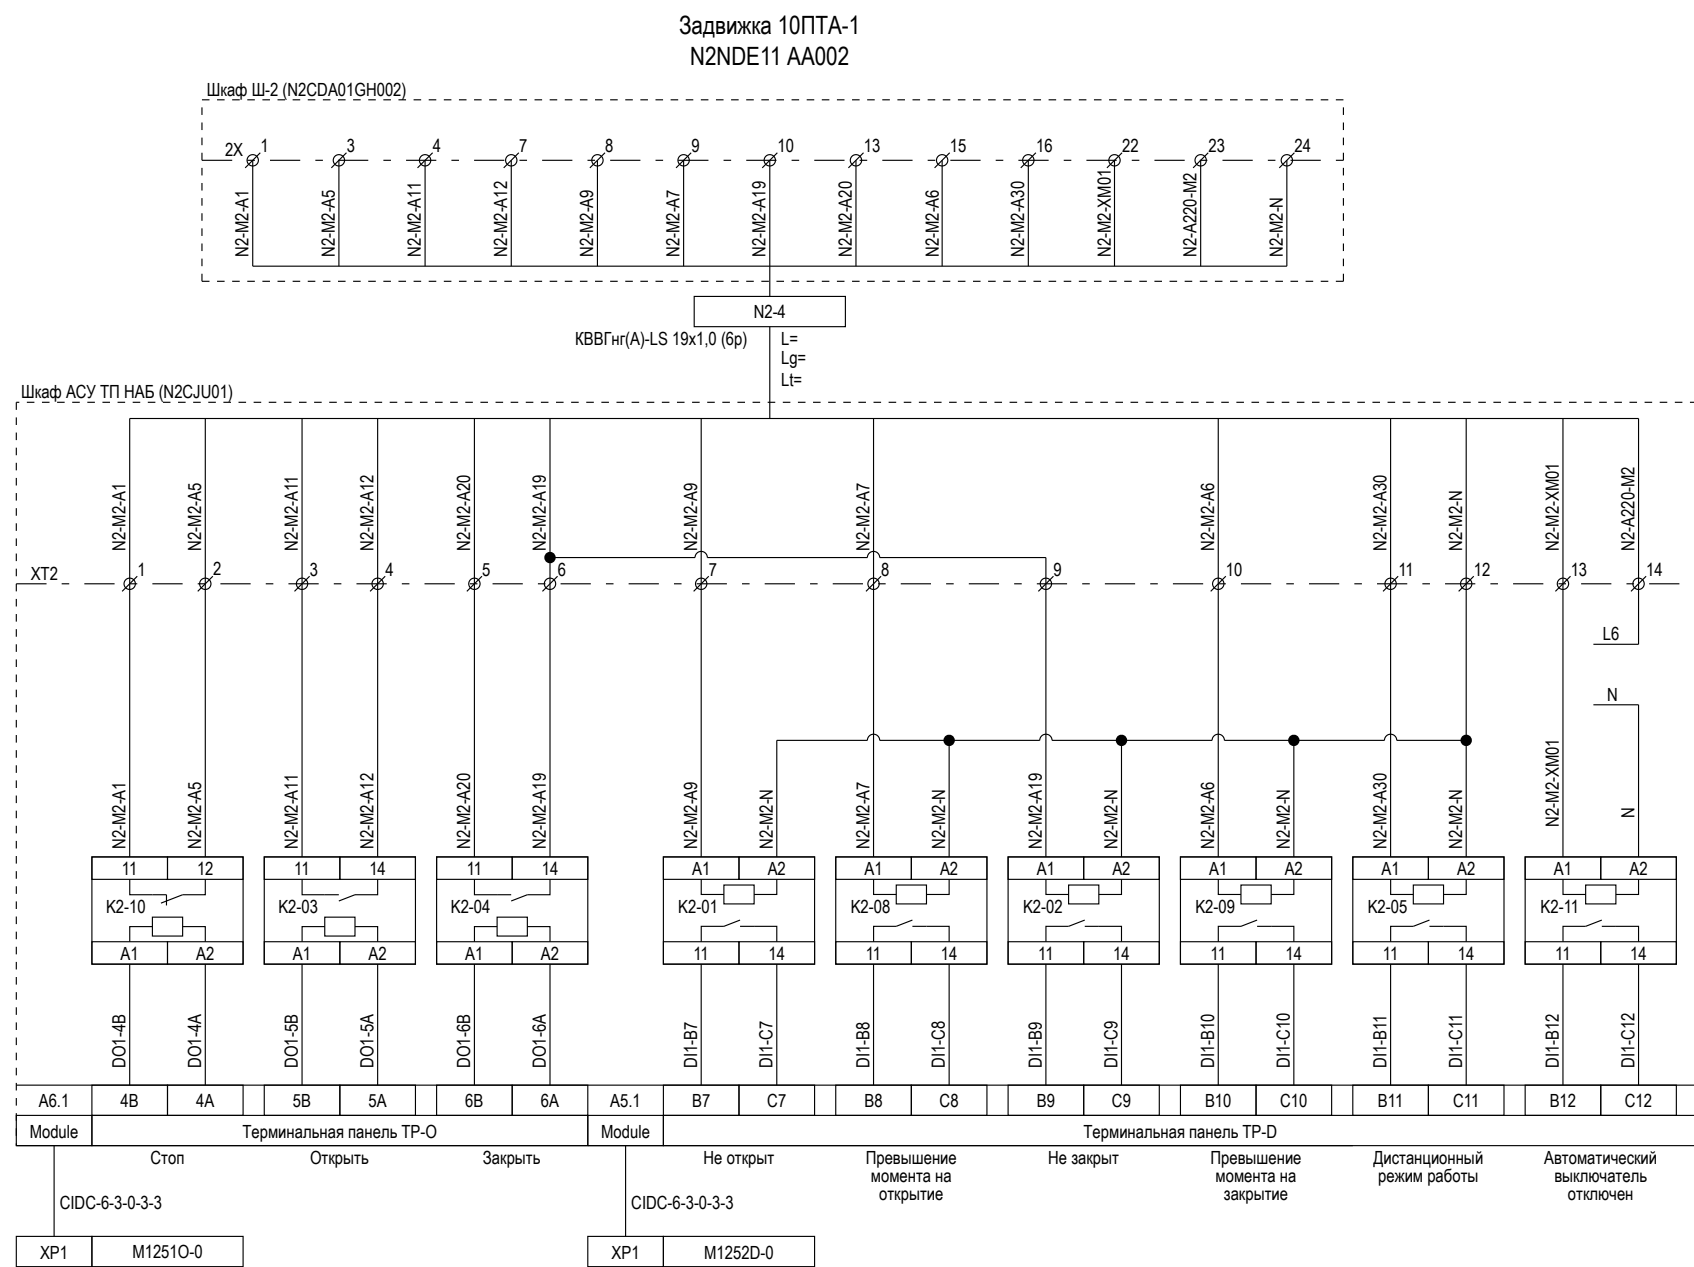 Задвижка 10ПТА-1
N2NDE11 AA002
Шкаф Ш-2 (N2CDA01GH002)
2X 1 3 4 7 8 9 10 13 15 16 22 23 24
N2-M2-A1 N2-M2-A5 N2-M2-A11 N2-M2-A12 N2-M2-A9 N2-M2-A7 N2-M2-A19 N2-M2-A20 N2-M2-A6 N2-M2-A30 N2-M2-XM01 N2-A220-M2 N2-M2-N
N2-4
КВВГнг(А)-LS 19x1,0 (6р) L=
Lg=
Lt=
Шкаф АСУ ТП НАБ (N2CJU01)
N2-M2-A1 N2-M2-A5 N2-M2-A11 N2-M2-A12 N2-M2-A20 N2-M2-A19 N2-M2-A9 N2-M2-A7 N2-M2-A6 N2-M2-A30 N2-M2-N N2-M2-XM01 N2-A220-M2
XT2 1 2 3 4 5 6 7 8 9 10 11 12 13 14
L6
N
N2-M2-A1 N2-M2-A5 N2-M2-A11 N2-M2-A12 N2-M2-A20 N2-M2-A19 N2-M2-A9 N2-M2-N N2-M2-A7 N2-M2-N N2-M2-A19 N2-M2-N N2-M2-A6 N2-M2-N N2-M2-A30 N2-M2-N N2-M2-XM01 N
11 12 11 14 11 14 A1 A2 A1 A2 A1 A2 A1 A2 A1 A2 A1 A2
K2-10 K2-03 K2-04 K2-01 K2-08 K2-02 K2-09 K2-05 K2-11
A1 A2 A1 A2 A1 A2 11 14 11 14 11 14 11 14 11 14 11 14
DO1-4B DO1-4A DO1-5B DO1-5A DO1-6B DO1-6A DI1-B7 DI1-C7 DI1-B8 DI1-C8 DI1-B9 DI1-C9 DI1-B10 DI1-C10 DI1-B11 DI1-C11 DI1-B12 DI1-C12
A6.1 4B 4A 5B 5A 6B 6A A5.1 B7 C7 B8 C8 B9 C9 B10 C10 B11 C11 B12 C12
Module Терминальная панель TP-O Module Терминальная панель TP-D
Стоп Открыть Закрыть Не открыт Превышение Не закрыт Превышение Дистанционный Автоматический
момента на момента на режим работы выключатель
открытие закрытие отключен
CIDC-6-3-0-3-3 CIDC-6-3-0-3-3
XP1 M1251O-0 XP1 M1252D-0